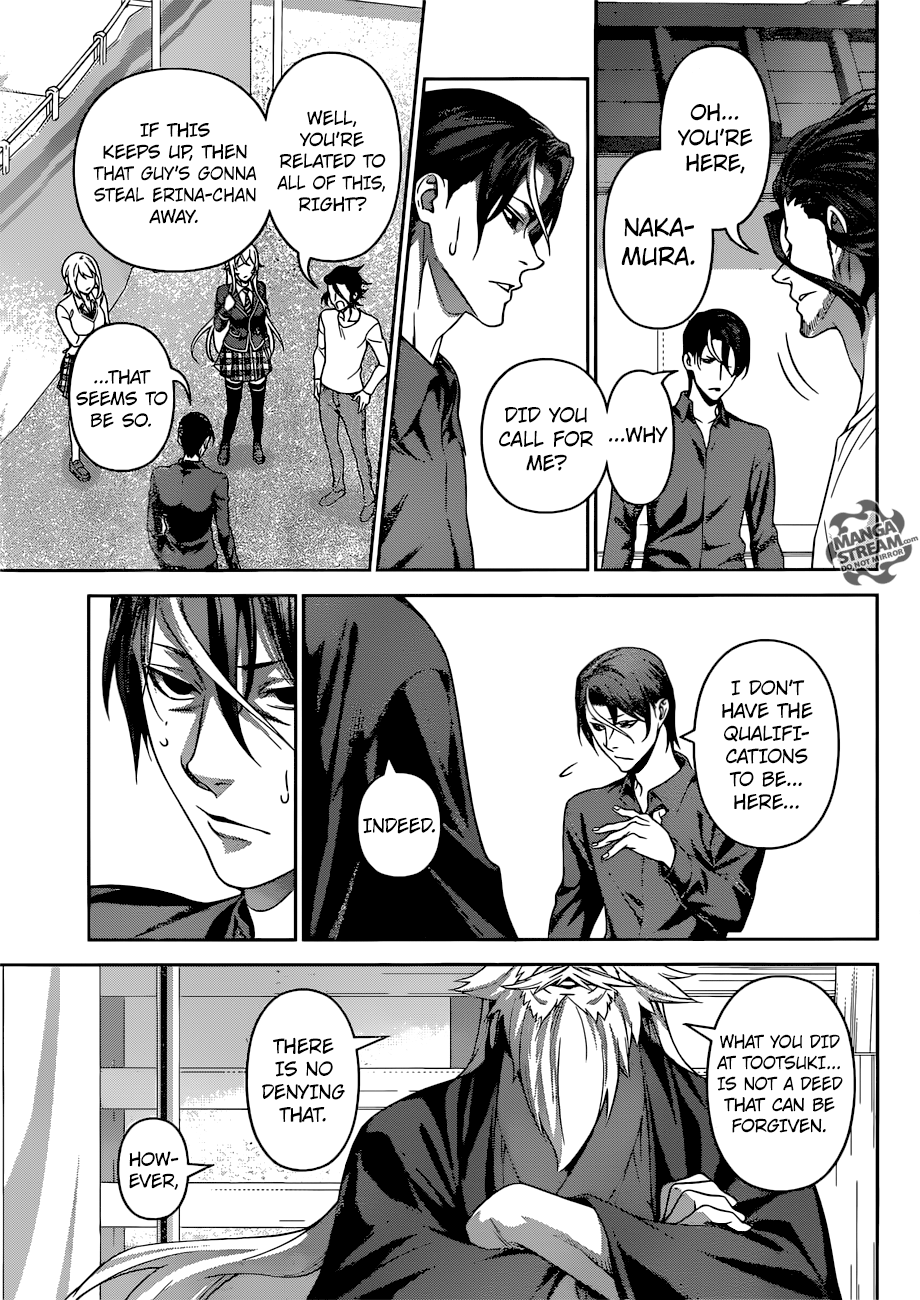 OH...
YOU'RE
HERE,
NAKA-
MURA.
...WHY
DID YOU
CALL FOR
ME?
WELL,
YOU'RE
RELATED TO
ALL OF THIS,
RIGHT?
IF THIS
KEEPS UP, THEN
THAT GUY'S GONNA
STEAL ERINA-CHAN
AWAY.
...THAT
SEEMS TO
BE SO.
MANGA
STREAM.com
DO NOT MIRROR
I DON'T
HAVE THE
QUALIFI-
CATIONS
TO BE...
HERE...
INDEED.
WHAT YOU DID
AT TOOTSUKI...
IS NOT A DEED
THAT CAN BE
FORGIVEN.
THERE
IS NO
DENYING
THAT.
HOW-
EVER,